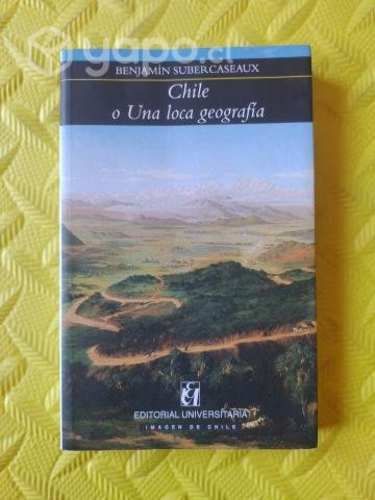 yapo.cl
BENJAMÍN SUBERCASEAUX
Chile
o Una loca geografía
EDITORIAL UNIVERSITARIA
IMAGEN DE CHILE